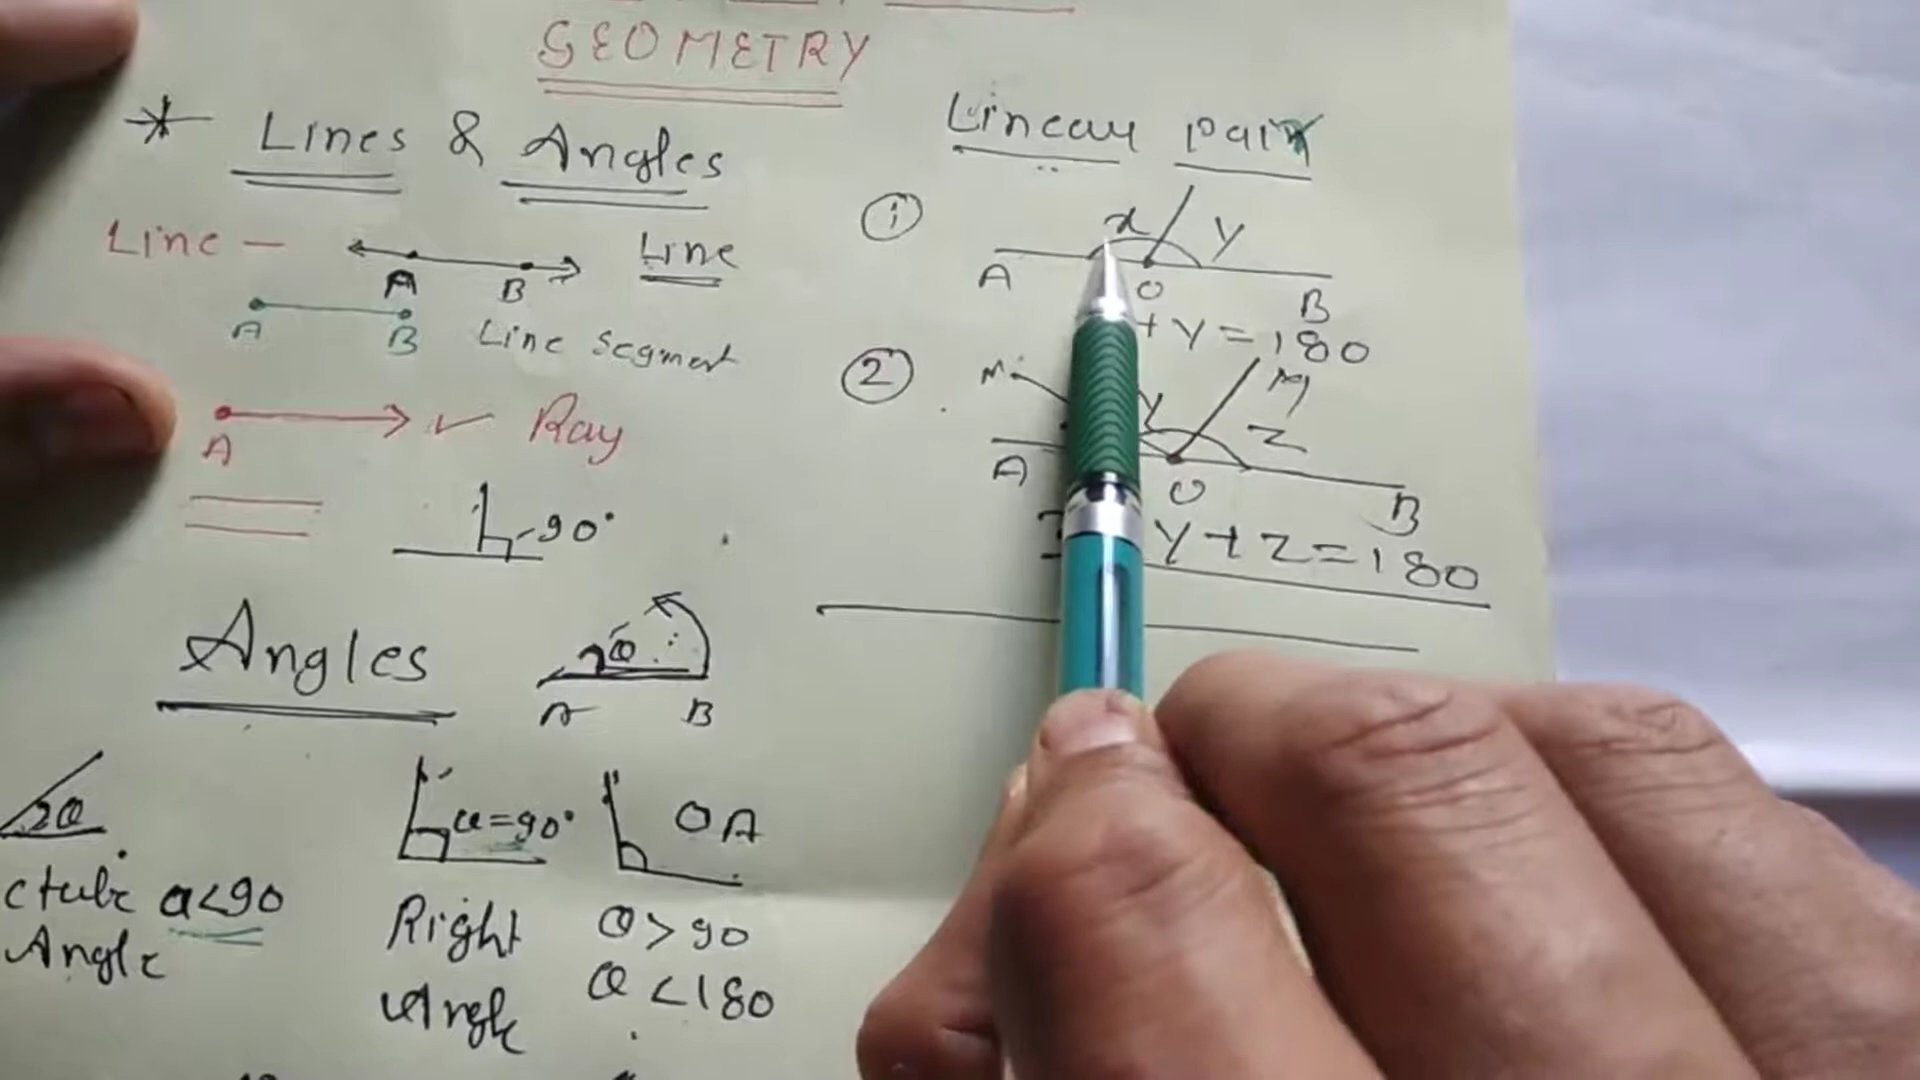 GEOMETRY
* Lines & Angles
Line — Line
A B
A B Line Segment
A Ray
90°
Angles
A B
θ
θ=90° OA
θ<90
Angle
Right
Angle
θ>90
θ<180
Linear pair
① x y
A O B
+y=180
② M y N z
A O B
y+z=180